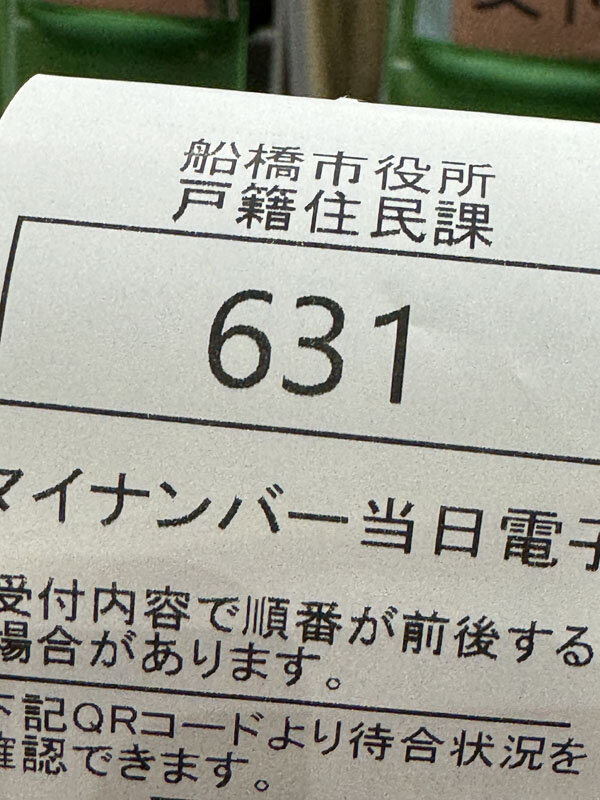 船橋市役所
戸籍住民課
631
マイナンバー当日電子
受付内容で順番が前後する
場合があります。
下記QRコードより待合状況を
確認できます。